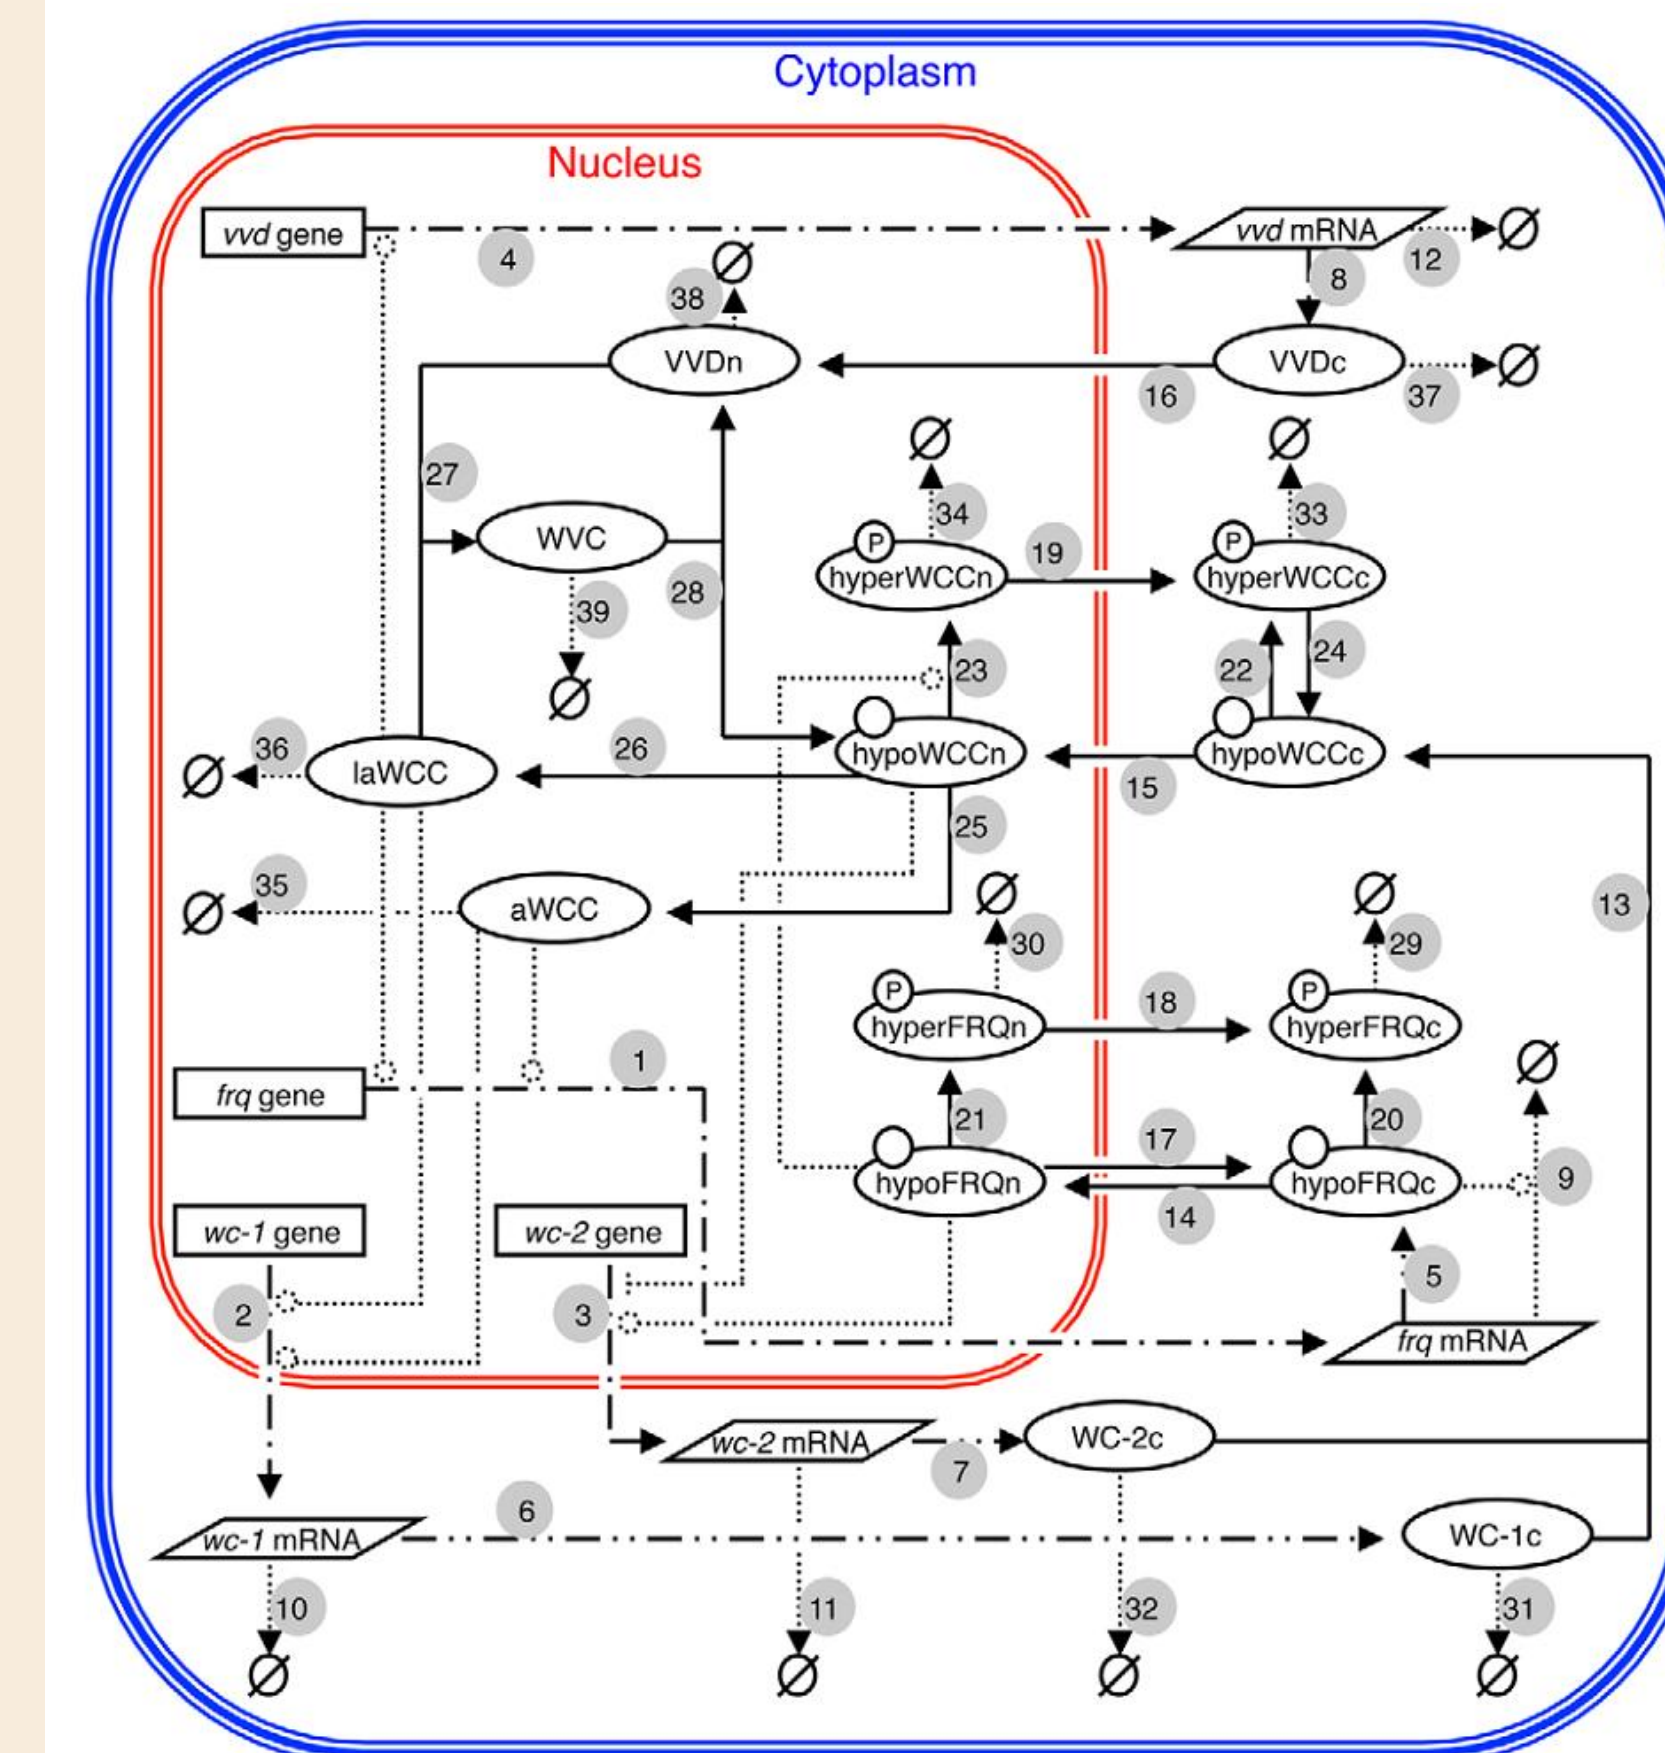 Cytoplasm
Nucleus
vvd gene
4
vvd mRNA
12
Ø
8
38
Ø
VVDn
16
VVDc
37
Ø
27
WVC
28
39
Ø
Ø
34
P
hyperWCCn
19
Ø
33
P
hyperWCCc
23
22
24
36
Ø
laWCC
26
hypoWCCn
15
hypoWCCc
25
13
35
Ø
aWCC
Ø
30
P
hyperFRQn
18
Ø
29
P
hyperFRQc
Ø
frq gene
1
21
17
20
hypoFRQn
14
hypoFRQc
9
wc-1 gene
wc-2 gene
2
3
5
frq mRNA
wc-2 mRNA
7
WC-2c
6
wc-1 mRNA
WC-1c
10
11
32
31
Ø
Ø
Ø
Ø